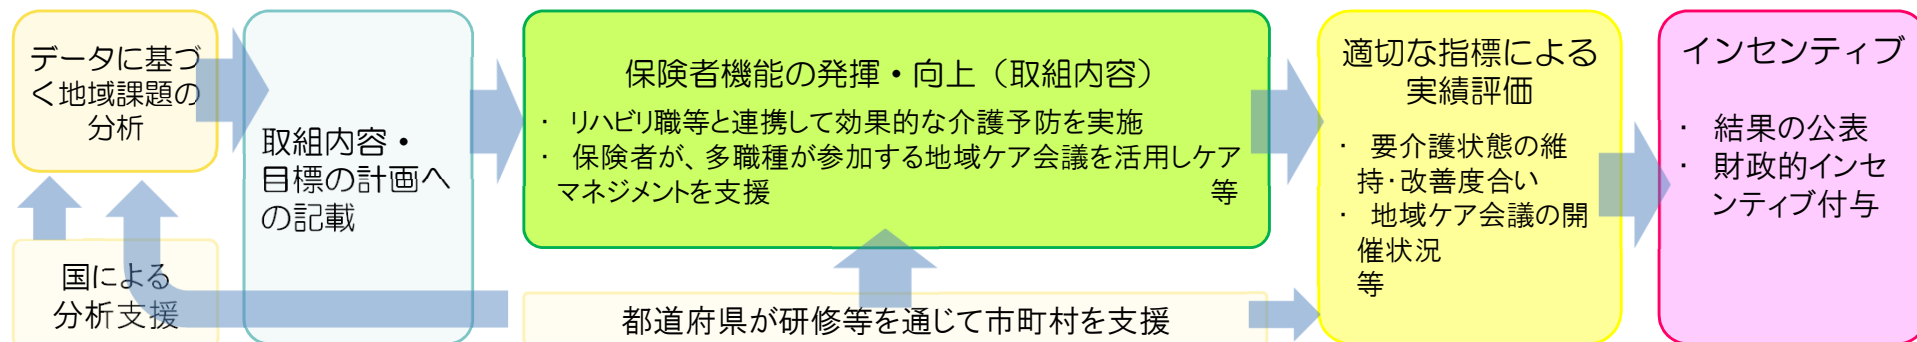 データに基づ
く地域課題の
分析
国による
分析支援
取組内容・
目標の計画へ
の記載
保険者機能の発揮・向上（取組内容）
・ リハビリ職等と連携して効果的な介護予防を実施
・ 保険者が、多職種が参加する地域ケア会議を活用しケア
マネジメントを支援 等
都道府県が研修等を通じて市町村を支援
適切な指標による
実績評価
・ 要介護状態の維
持・改善度合い
・ 地域ケア会議の開
催状況
等
インセンティブ
・ 結果の公表
・ 財政的インセ
ンティブ付与